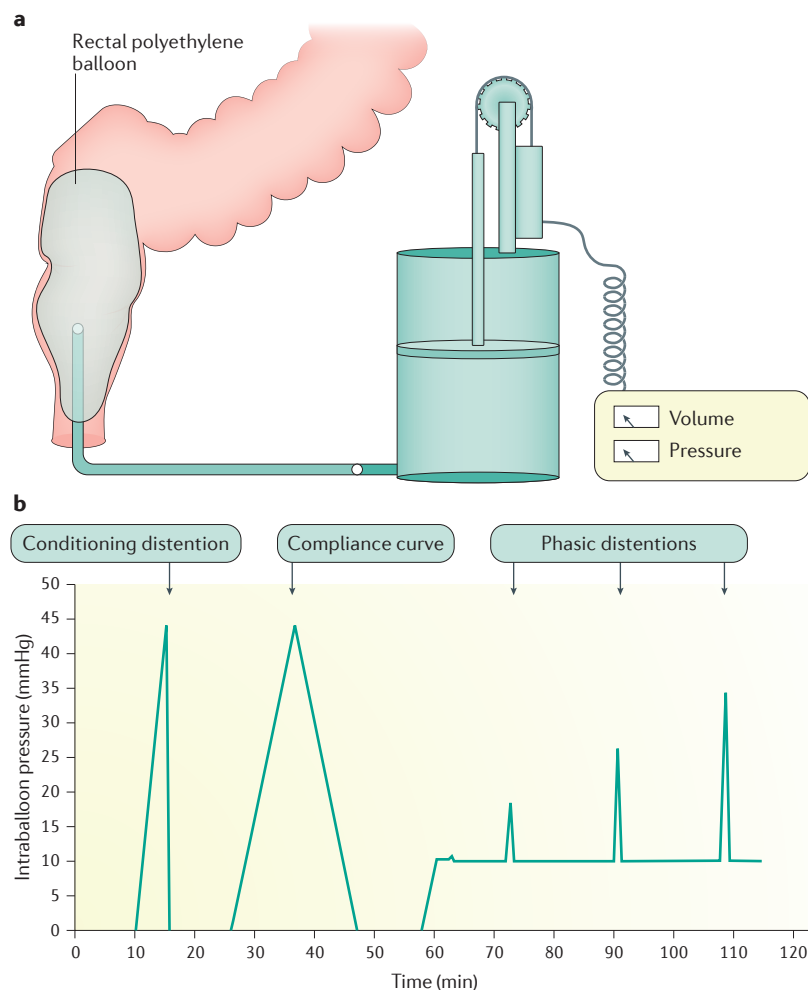 a
Rectal polyethylene
balloon
Volume
Pressure
b
Conditioning distention
Compliance curve
Phasic distentions
Intraballoon pressure (mmHg)
50
45
40
35
30
25
20
15
10
5
0
0 10 20 30 40 50 60 70 80 90 100 110 120
Time (min)